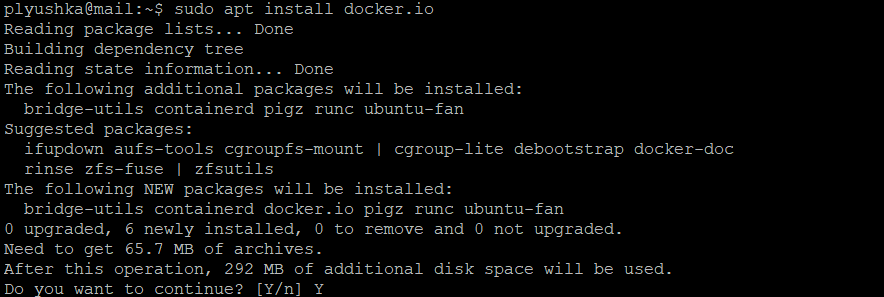 plyushka@mail:~$ sudo apt install docker.io
Reading package lists... Done
Building dependency tree
Reading state information... Done
The following additional packages will be installed:
  bridge-utils containerd pigz runc ubuntu-fan
Suggested packages:
  ifupdown aufs-tools cgroupfs-mount | cgroup-lite debootstrap docker-doc
  rinse zfs-fuse | zfsutils
The following NEW packages will be installed:
  bridge-utils containerd docker.io pigz runc ubuntu-fan
0 upgraded, 6 newly installed, 0 to remove and 0 not upgraded.
Need to get 65.7 MB of archives.
After this operation, 292 MB of additional disk space will be used.
Do you want to continue? [Y/n] Y